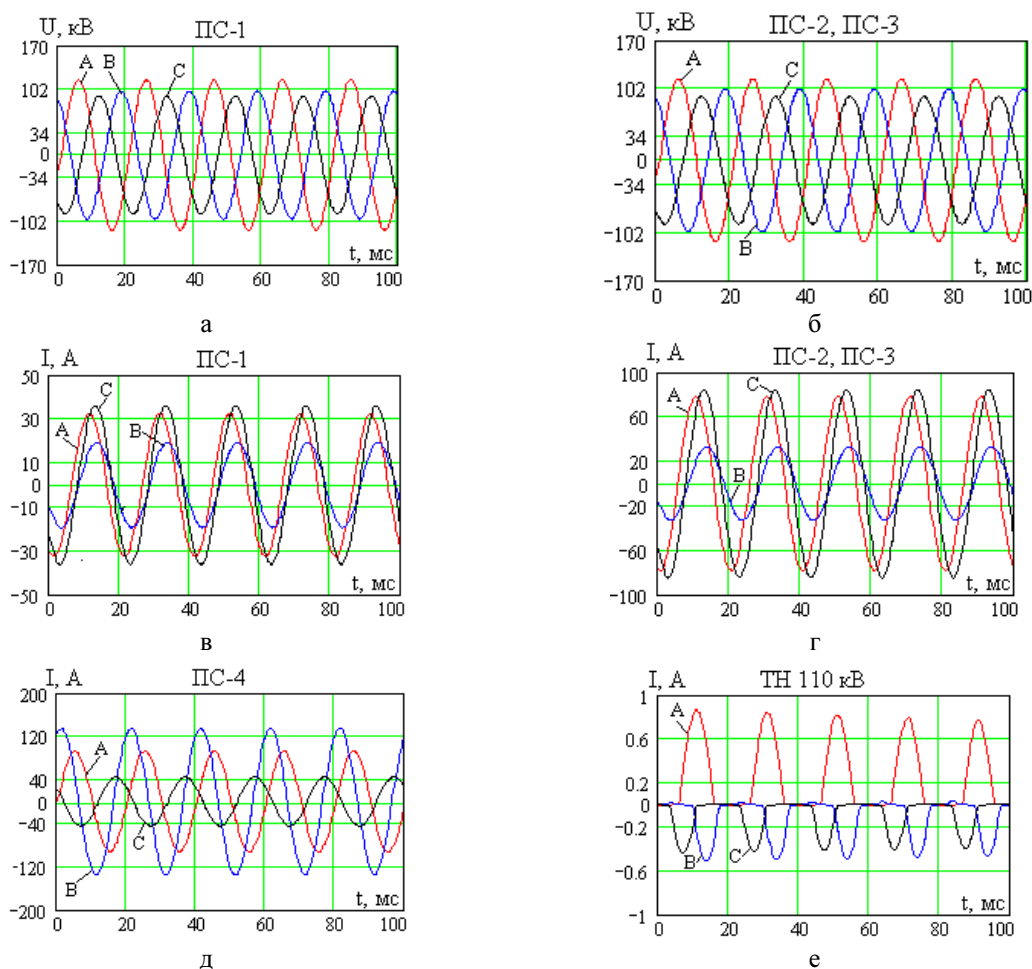 U, кВ ПС-1
170
102
34
0
−34
−102
−170
A B C
t, мс
0 20 40 60 80 100
а
U, кВ ПС-2, ПС-3
170
102
34
0
−34
−102
−170
A C
B
t, мс
0 20 40 60 80 100
б
I, A ПС-1
50
30
10
0
−10
−30
−50
C
A B
t, мс
0 20 40 60 80 100
в
I, A ПС-2, ПС-3
100
60
20
0
−20
−60
−100
A C
B
t, мс
0 20 40 60 80 100
г
I, A ПС-4
200
120
40
0
−40
−120
−200
A
C
B
t, мс
0 20 40 60 80 100
д
I, A ТН 110 кВ
1
0.6
0.2
0
−0.2
−0.6
−1
A
B C
t, мс
0 20 40 60 80 100
е